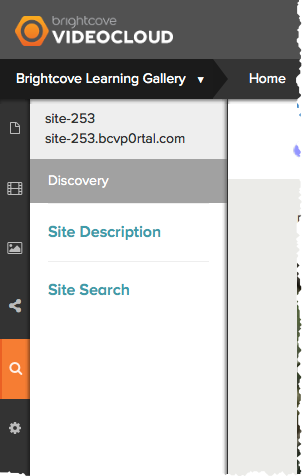 brightcove
VIDEOCLOUD
Brightcove Learning Gallery ▼ Home
site-253
site-253.bcvp0rtal.com
Discovery
Site Description
Site Search